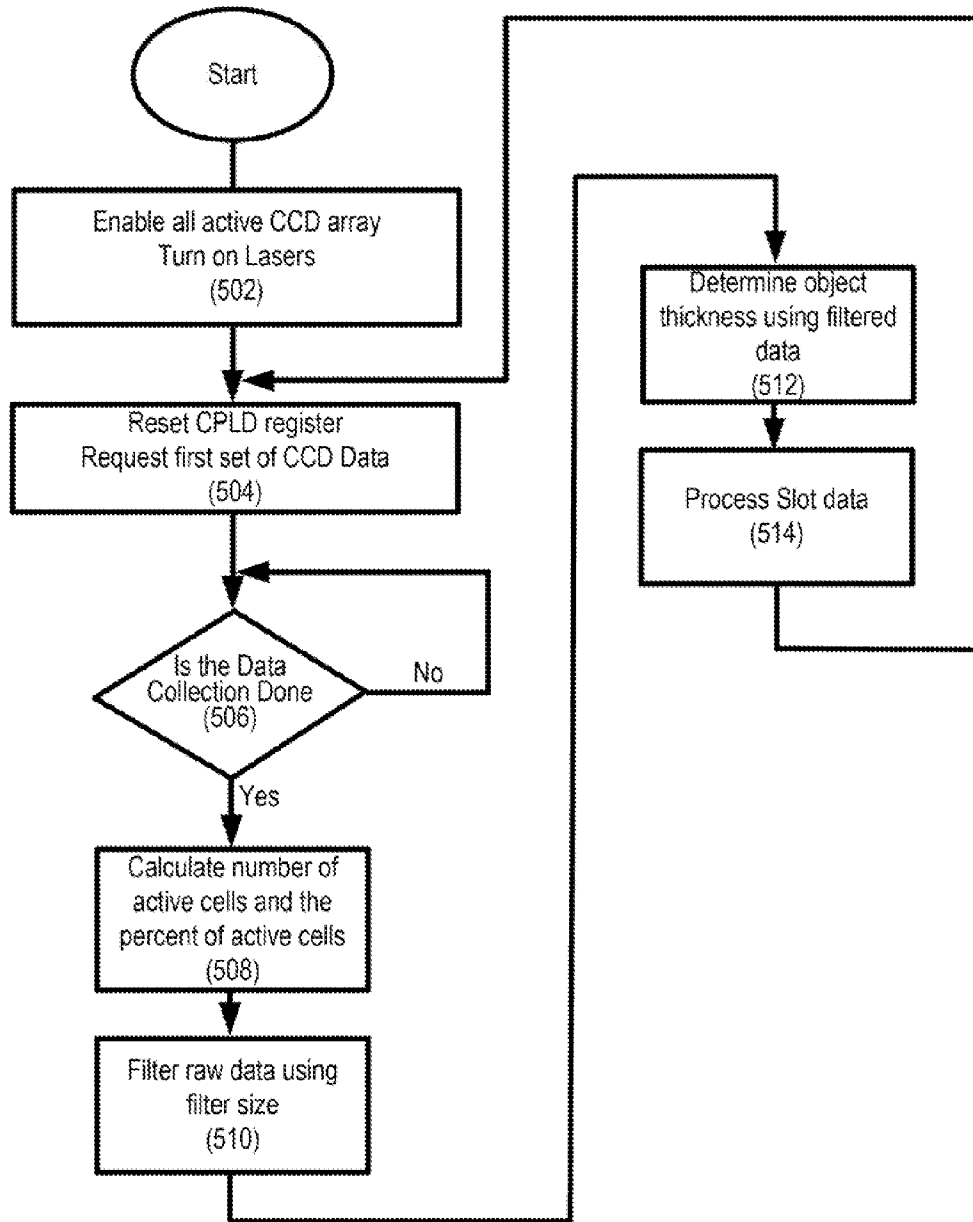 Start
Enable all active CCD array
Turn on Lasers
(502)
Reset CPLD register
Request first set of CCD Data
(504)
Is the Data
Collection Done
(506)
No
Yes
Calculate number of
active cells and the
percent of active cells
(508)
Filter raw data using
filter size
(510)
Determine object
thickness using filtered
data
(512)
Process Slot data
(514)